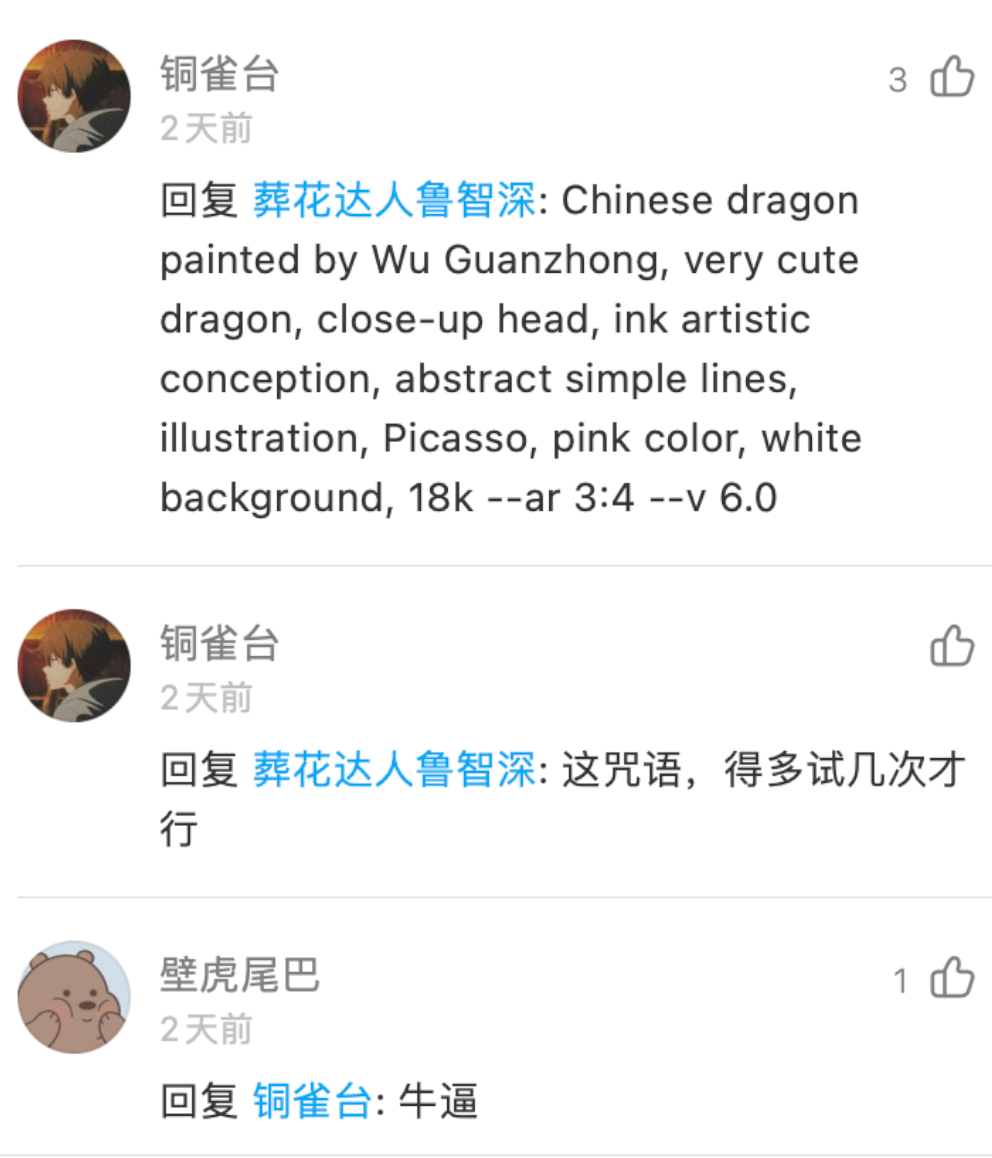 铜雀台
3
2天前
回复 葬花达人鲁智深: Chinese dragon
painted by Wu Guanzhong, very cute
dragon, close-up head, ink artistic
conception, abstract simple lines,
illustration, Picasso, pink color, white
background, 18k --ar 3:4 --v 6.0
铜雀台
2天前
回复 葬花达人鲁智深: 这咒语，得多试几次才
行
壁虎尾巴
1
2天前
回复 铜雀台: 牛逼